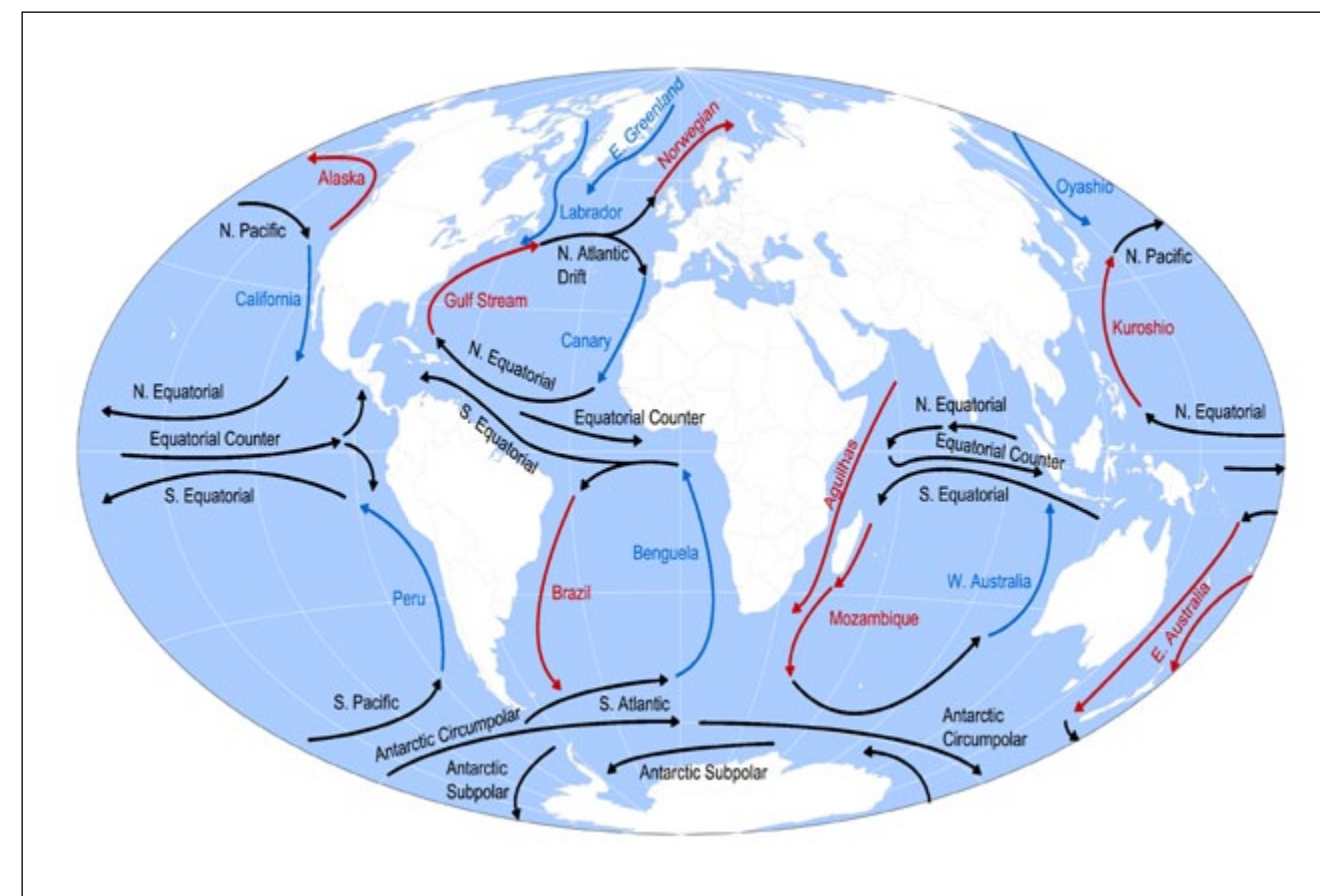 E. Greenland
Norwegian
Alaska
Oyashio
Labrador
N. Pacific
N. Atlantic
Drift
N. Pacific
California
Gulf Stream
Kuroshio
Canary
N. Equatorial
N. Equatorial
N. Equatorial
N. Equatorial
Equatorial Counter
S. Equatorial
Equatorial Counter
Equatorial Counter
S. Equatorial
S. Equatorial
Aguilhas
Benguela
W. Australia
Peru
Brazil
Mozambique
E. Australia
S. Pacific
S. Atlantic
Antarctic Circumpolar
Antarctic
Circumpolar
Antarctic
Subpolar
Antarctic Subpolar